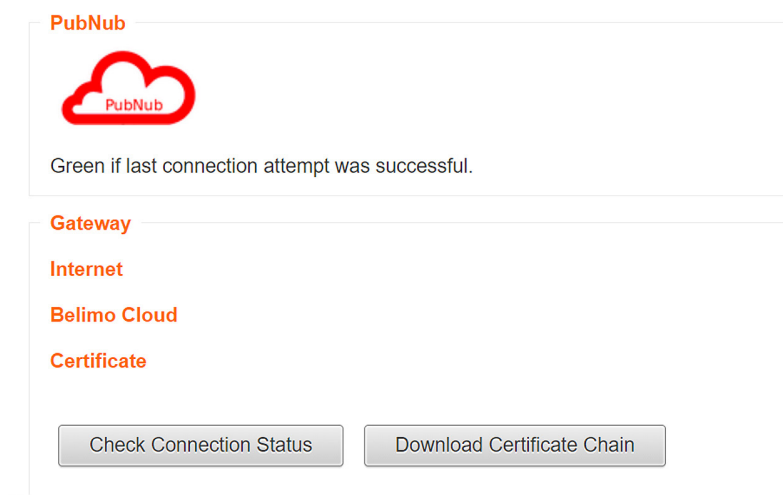 PubNub
PubNub
Green if last connection attempt was successful.
Gateway
Internet
Belimo Cloud
Certificate
Check Connection Status
Download Certificate Chain